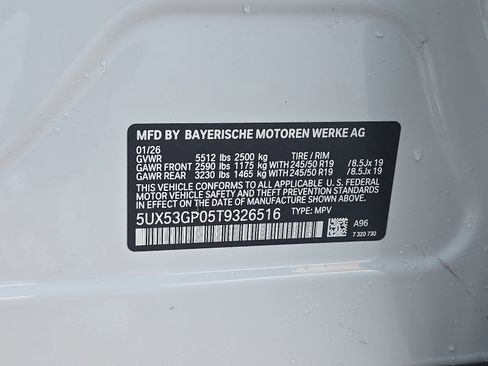 MFD BY BAYERISCHE MOTOREN WERKE AG
01/26
GVWR 5512 lbs 2500 kg TIRE / RIM
GAWR FRONT 2590 lbs 1175 kg WITH 245/50 R19 /8.5Jx 19
GAWR REAR 3230 lbs 1465 kg WITH 245/50 R19 /8.5Jx 19
THIS VEHICLE CONFORMS TO ALL APPLICABLE U. S. FEDERAL
MOTOR VEHICLE SAFETY, BUMPER, AND THEFT PREVENTION STANDARDS
IN EFFECT ON THE DATE OF MANUFACTURE SHOWN ABOVE.
5UX53GP05T9326516 TYPE: MPV
A96
7 320 730